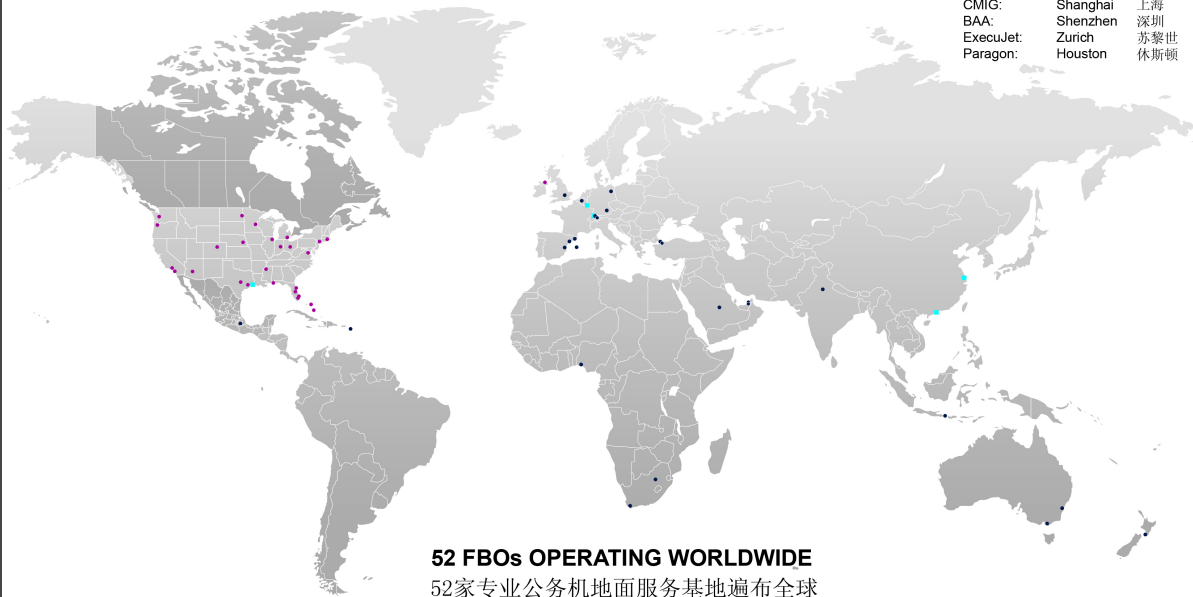 CMIG: Shanghai 上海
BAA: Shenzhen 深圳
ExecuJet: Zurich 苏黎世
Paragon: Houston 休斯顿
52 FBOs OPERATING WORLDWIDE
52家专业公务机地面服务基地遍布全球